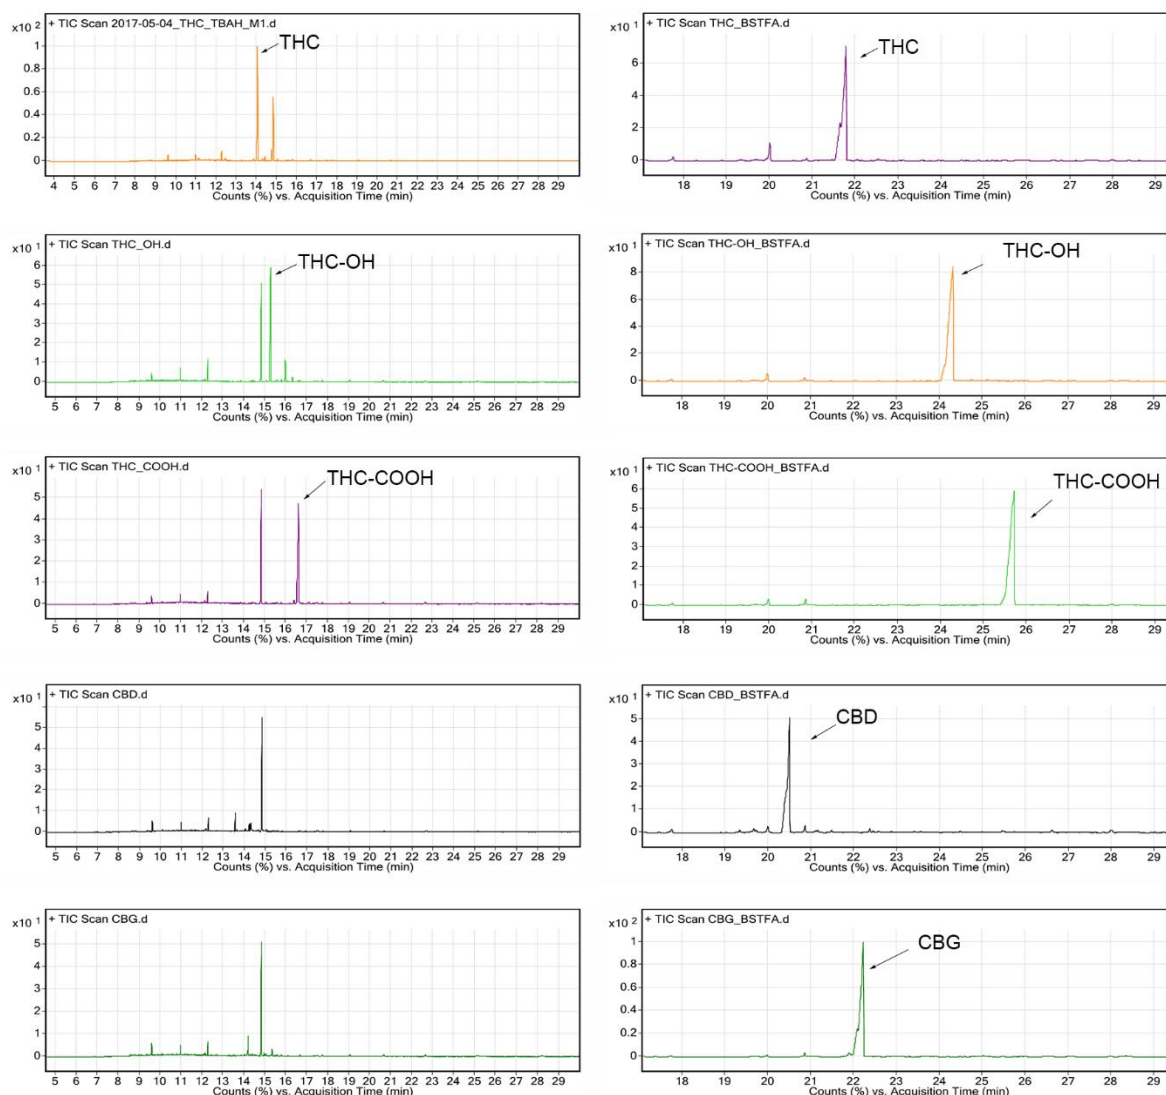 + TIC Scan 2017-05-04_THC_TBAH_M1.d
x10 2
THC
1
0.8
0.6
0.4
0.2
0
4 5 6 7 8 9 10 11 12 13 14 15 16 17 18 19 20 21 22 23 24 25 26 27 28 29
Counts (%) vs. Acquisition Time (min)
+ TIC Scan THC_BSTFA.d
x10 1
THC
6
4
2
0
18 19 20 21 22 23 24 25 26 27 28 29
Counts (%) vs. Acquisition Time (min)
+ TIC Scan THC_OH.d
x10 1
THC-OH
6
5
4
3
2
1
0
5 6 7 8 9 10 11 12 13 14 15 16 17 18 19 20 21 22 23 24 25 26 27 28 29
Counts (%) vs. Acquisition Time (min)
+ TIC Scan THC-OH_BSTFA.d
x10 1
THC-OH
8
6
4
2
0
18 19 20 21 22 23 24 25 26 27 28 29
Counts (%) vs. Acquisition Time (min)
+ TIC Scan THC_COOH.d
x10 1
THC-COOH
5
4
3
2
1
0
5 6 7 8 9 10 11 12 13 14 15 16 17 18 19 20 21 22 23 24 25 26 27 28 29
Counts (%) vs. Acquisition Time (min)
+ TIC Scan THC-COOH_BSTFA.d
x10 1
THC-COOH
6
5
4
3
2
1
0
18 19 20 21 22 23 24 25 26 27 28 29
Counts (%) vs. Acquisition Time (min)
+ TIC Scan CBD.d
x10 1
5
4
3
2
1
0
5 6 7 8 9 10 11 12 13 14 15 16 17 18 19 20 21 22 23 24 25 26 27 28 29
Counts (%) vs. Acquisition Time (min)
+ TIC Scan CBD_BSTFA.d
x10 1
CBD
5
4
3
2
1
0
18 19 20 21 22 23 24 25 26 27 28 29
Counts (%) vs. Acquisition Time (min)
+ TIC Scan CBG.d
x10 1
5
4
3
2
1
0
5 6 7 8 9 10 11 12 13 14 15 16 17 18 19 20 21 22 23 24 25 26 27 28 29
Counts (%) vs. Acquisition Time (min)
+ TIC Scan CBG_BSTFA.d
x10 2
CBG
1
0.8
0.6
0.4
0.2
0
18 19 20 21 22 23 24 25 26 27 28 29
Counts (%) vs. Acquisition Time (min)